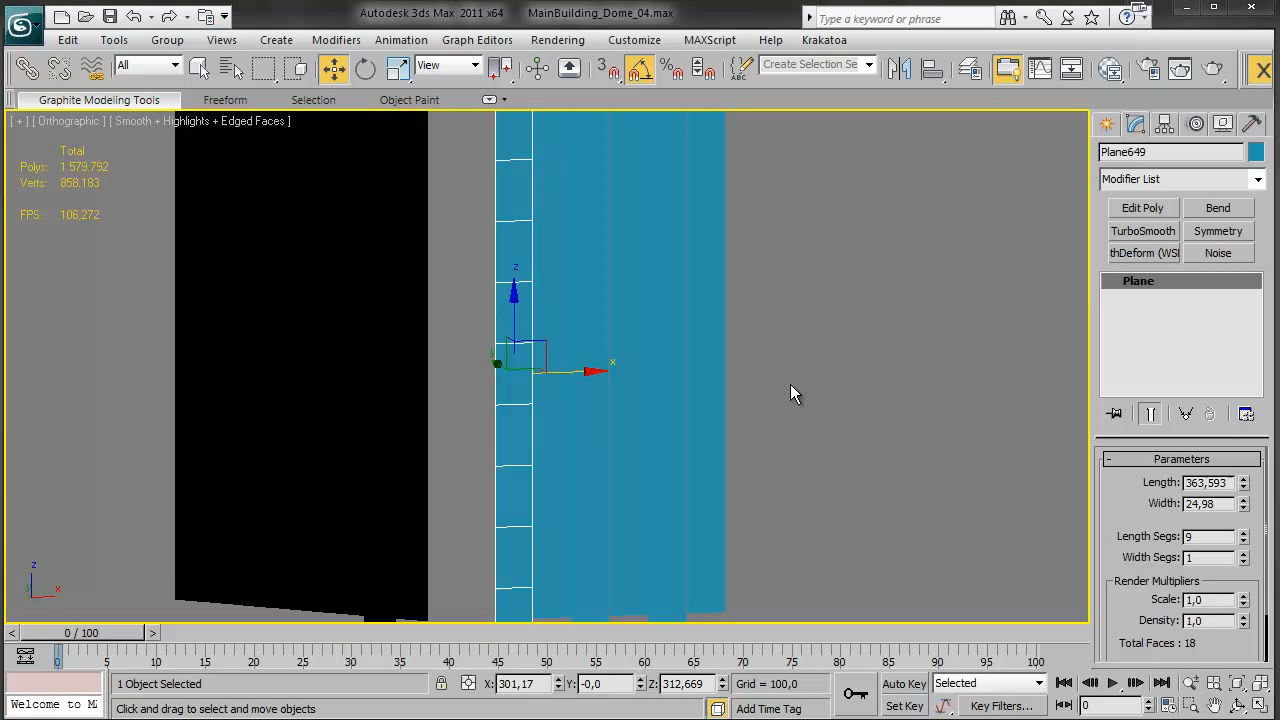 Autodesk 3ds Max 2011 x64 MainBuilding_Dome_04.max
Type a keyword or phrase
Edit Tools Group Views Create Modifiers Animation Graph Editors Rendering Customize MAXScript Help Krakatoa
All View 3 Create Selection Se
Graphite Modeling Tools Freeform Selection Object Paint
[ + ] [ Orthographic ] [ Smooth + Highlights + Edged Faces ]
Total
Polys: 1.579.792
Verts: 858.183
FPS: 106,272
z
x
y
z
x
y
Plane649
Modifier List
Edit Poly Bend
TurboSmooth Symmetry
thDeform (WSI Noise
Plane
- Parameters
Length: 363,593
Width: 24,98
Length Segs: 9
Width Segs: 1
Render Multipliers
Scale: 1,0
Density: 1,0
Total Faces : 18
< 0 / 100 >
0 5 10 15 20 25 30 35 40 45 50 55 60 65 70 75 80 85 90 95 100
1 Object Selected X: 301,17 Y: -0,0 Z: 312,669 Grid = 100,0 Auto Key Selected
Welcome to MA Click and drag to select and move objects Add Time Tag Set Key Key Filters... 0